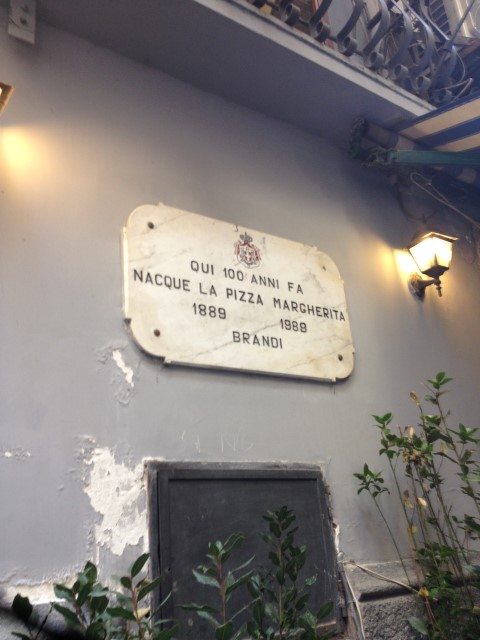 QUI 100 ANNI FA
NACQUE LA PIZZA MARGHERITA
1889 1989
BRANDI